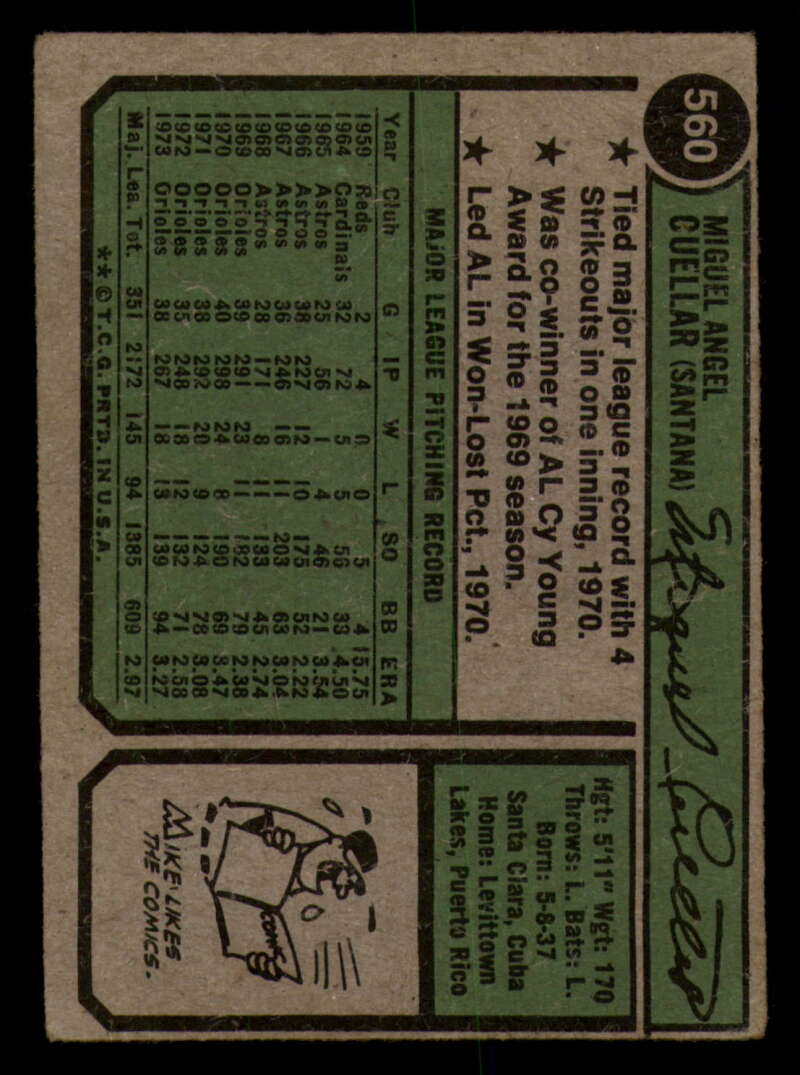 560
MIGUEL ANGEL
CUELLAR (SANTANA)
Miguel Cuellar
★ Tied major league record with 4
Strikeouts in one inning, 1970.
★ Was co-winner of AL Cy Young
Award for the 1969 season.
★ Led AL in Won-Lost Pct., 1970.
MAJOR LEAGUE PITCHING RECORD
Year Club G IP W L SO BB ERA
1959 Reds 2 4 0 0 5 4 15.75
1964 Cardinals 32 72 5 5 56 33 4.50
1965 Astros 25 56 1 4 46 21 3.54
1966 Astros 38 227 12 10 175 52 2.22
1967 Astros 36 246 16 11 203 63 3.04
1968 Astros 28 171 8 11 133 45 2.74
1969 Orioles 39 291 23 11 182 79 2.38
1970 Orioles 40 298 24 8 190 69 3.47
1971 Orioles 38 292 20 9 124 78 3.08
1972 Orioles 35 248 18 12 132 71 2.58
1973 Orioles 38 267 18 13 139 94 3.27
Maj. Lea. Tot. 351 2172 145 94 1385 609 2.97
**© T.C.G. PRTD. IN U.S.A.
Hgt: 5'11" Wgt: 170
Throws: L. Bats: L.
Born: 5-8-37
Santa Clara, Cuba
Home: Levittown
Lakes, Puerto Rico
COMICS
MIKE LIKES
THE COMICS.